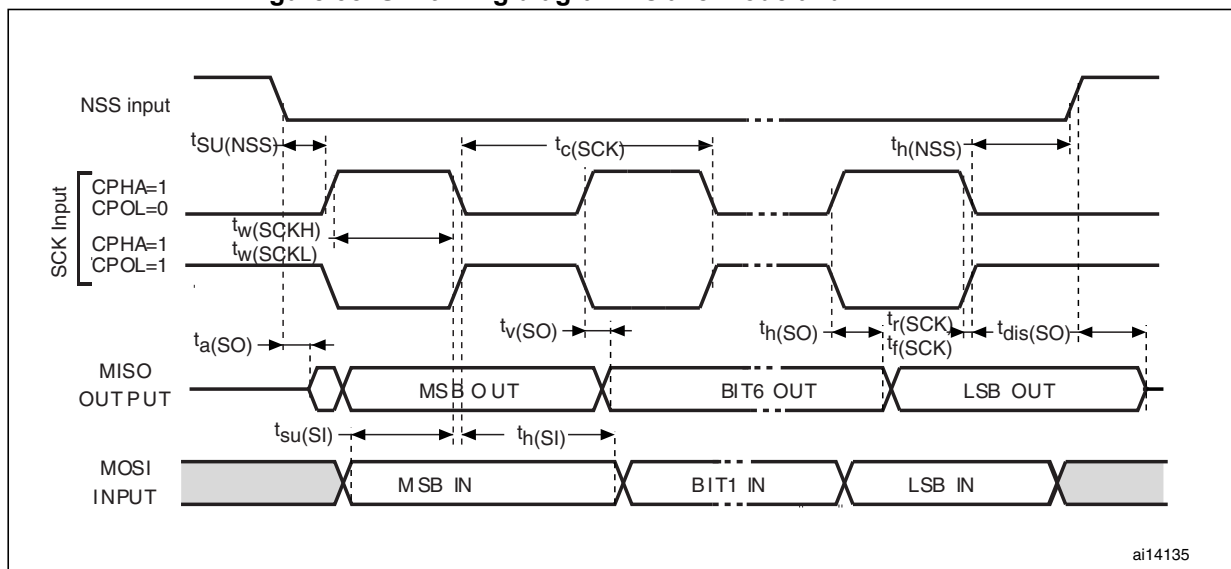 NSS input
tSU(NSS)
tc(SCK)
th(NSS)
SCK Input
CPHA=1
CPOL=0
tw(SCKH)
tw(SCKL)
CPHA=1
CPOL=1
ta(SO)
tv(SO)
th(SO)
tr(SCK)
tf(SCK)
tdis(SO)
MISO
OUTPUT
MSB OUT
BIT6 OUT
LSB OUT
tsu(SI)
th(SI)
MOSI
INPUT
MSB IN
BIT1 IN
LSB IN
ai14135